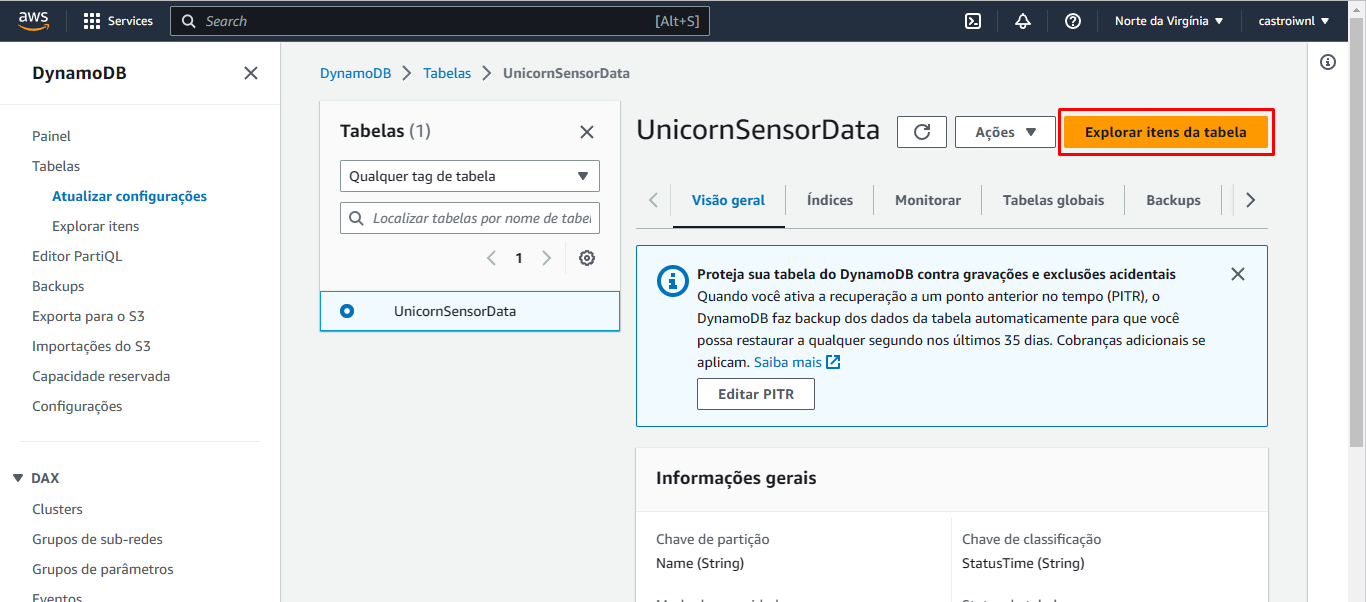 aws
Services
Search
[Alt+S]
Norte da Virgínia
castroiwnl
DynamoDB
Painel
Tabelas
Atualizar configurações
Explorar itens
Editor PartiQL
Backups
Exporta para o S3
Importações do S3
Capacidade reservada
Configurações
DAX
Clusters
Grupos de sub-redes
Grupos de parâmetros
Eventos
DynamoDB
Tabelas
UnicornSensorData
Tabelas (1)
Qualquer tag de tabela
Localizar tabelas por nome de tabel
1
UnicornSensorData
UnicornSensorData
Ações
Explorar itens da tabela
Visão geral
Índices
Monitorar
Tabelas globais
Backups
Proteja sua tabela do DynamoDB contra gravações e exclusões acidentais
Quando você ativa a recuperação a um ponto anterior no tempo (PITR), o
DynamoDB faz backup dos dados da tabela automaticamente para que você
possa restaurar a qualquer segundo nos últimos 35 dias. Cobranças adicionais se
aplicam. Saiba mais
Editar PITR
Informações gerais
Chave de partição
Name (String)
Chave de classificação
StatusTime (String)